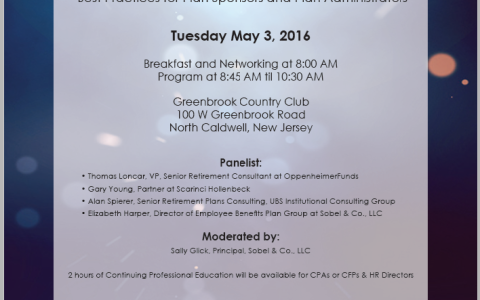 Best Practices for Plan Sponsors and Plan Administrators
Tuesday May 3, 2016
Breakfast and Networking at 8:00 AM
Program at 8:45 AM til 10:30 AM
Greenbrook Country Club
100 W Greenbrook Road
North Caldwell, New Jersey
Panelist:
• Thomas Loncar, VP, Senior Retirement Consultant at OppenheimerFunds
• Gary Young, Partner at Scarinci Hollenbeck
• Alan Spierer, Senior Retirement Plans Consulting, UBS Institutional Consulting Group
• Elizabeth Harper, Director of Employee Benefits Plan Group at Sobel & Co., LLC
Moderated by:
Sally Glick, Principal, Sobel & Co., LLC
2 hours of Continuing Professional Education will be available for CPAs or CFPs & HR Directors